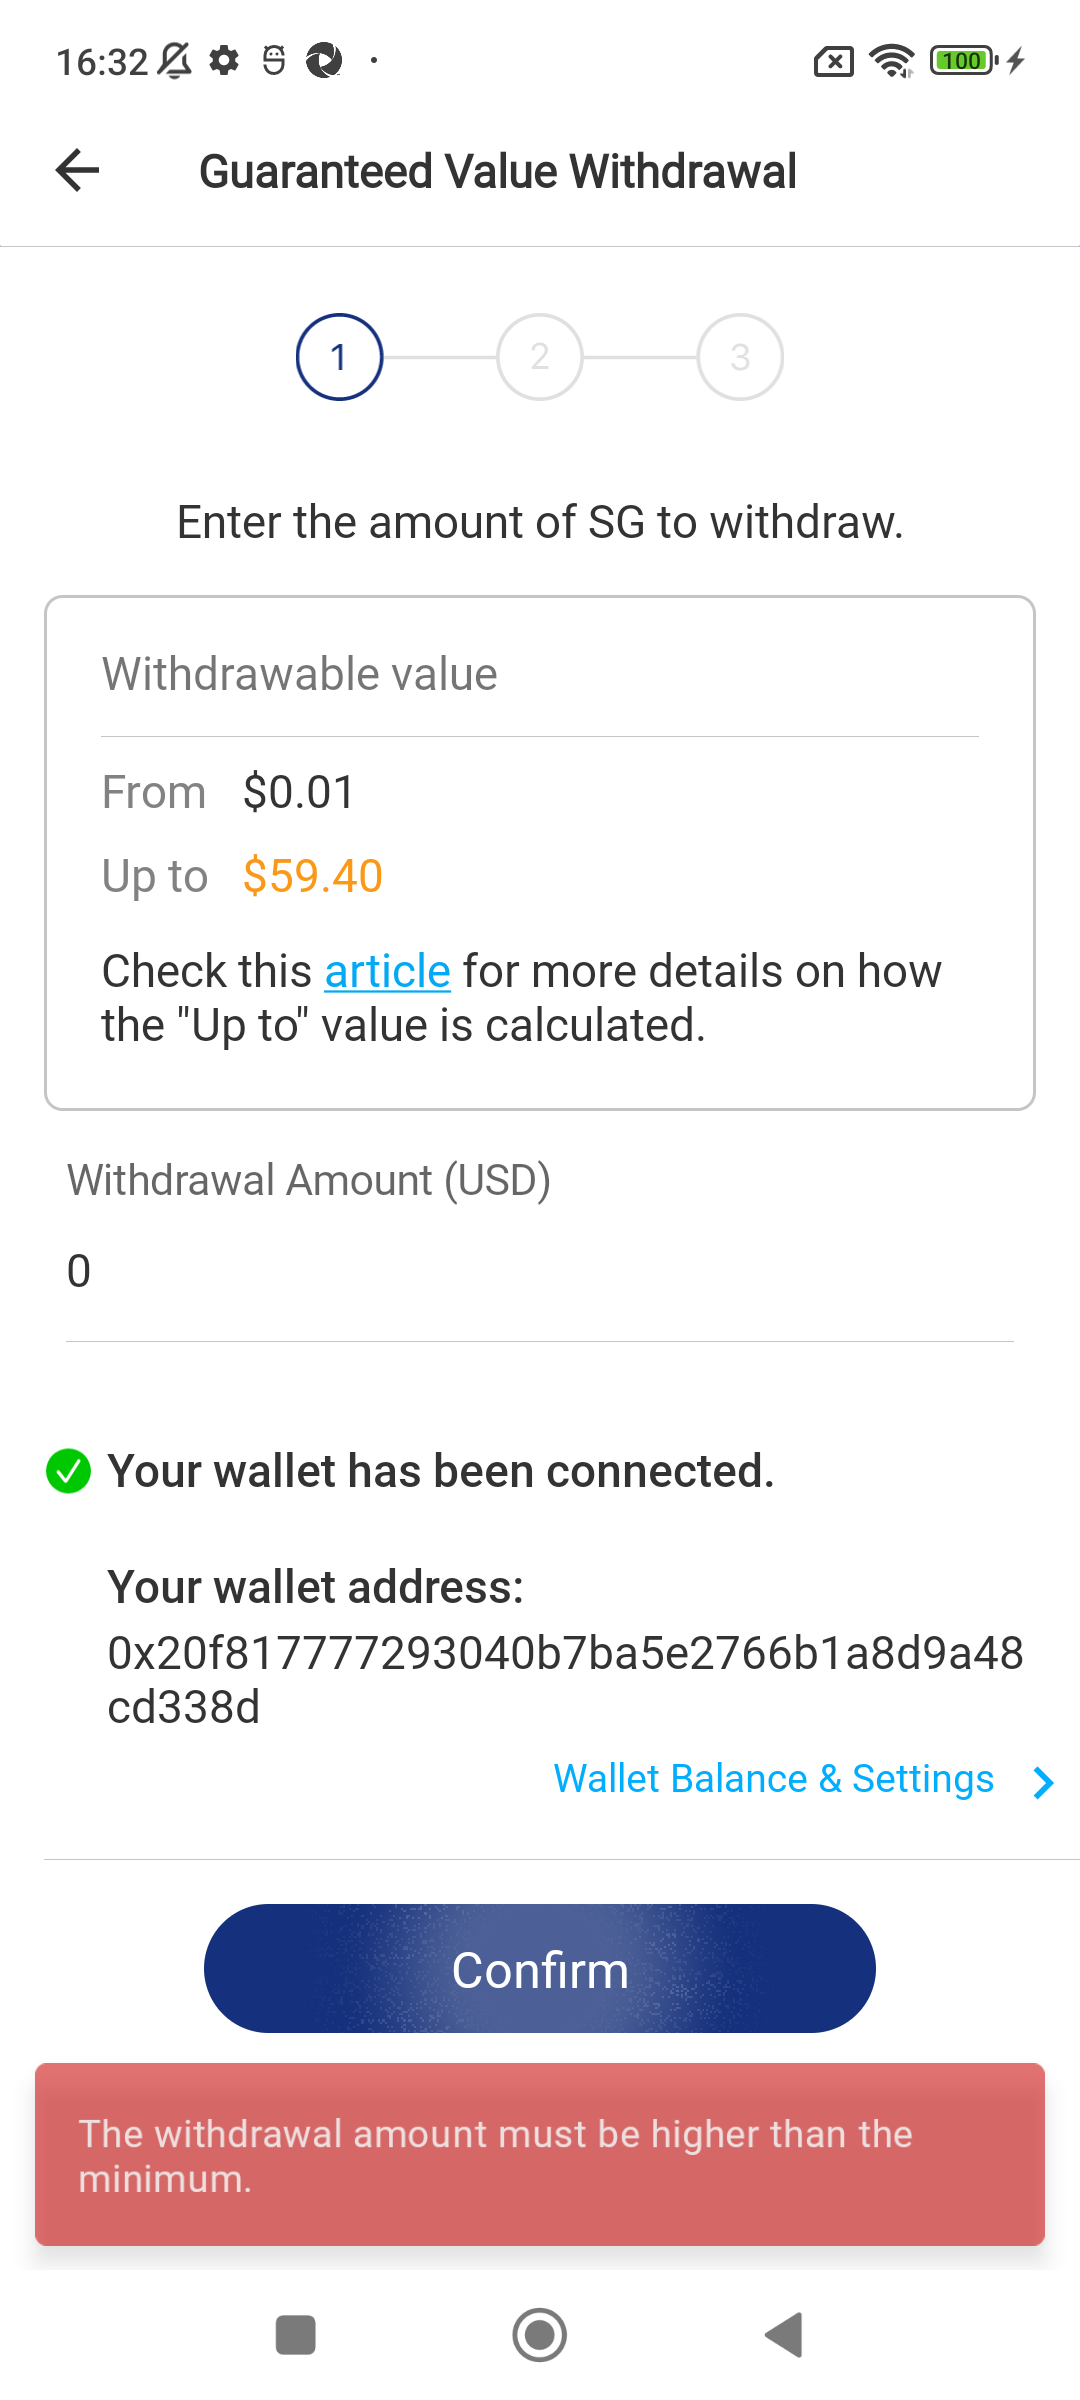 16:32
100
Guaranteed Value Withdrawal
1 2 3
Enter the amount of SG to withdraw.
Withdrawable value
From $0.01
Up to $59.40
Check this article for more details on how
the "Up to" value is calculated.
Withdrawal Amount (USD)
0
Your wallet has been connected.
Your wallet address:
0x20f817777293040b7ba5e2766b1a8d9a48
cd338d
Wallet Balance & Settings
Confirm
The withdrawal amount must be higher than the
minimum.